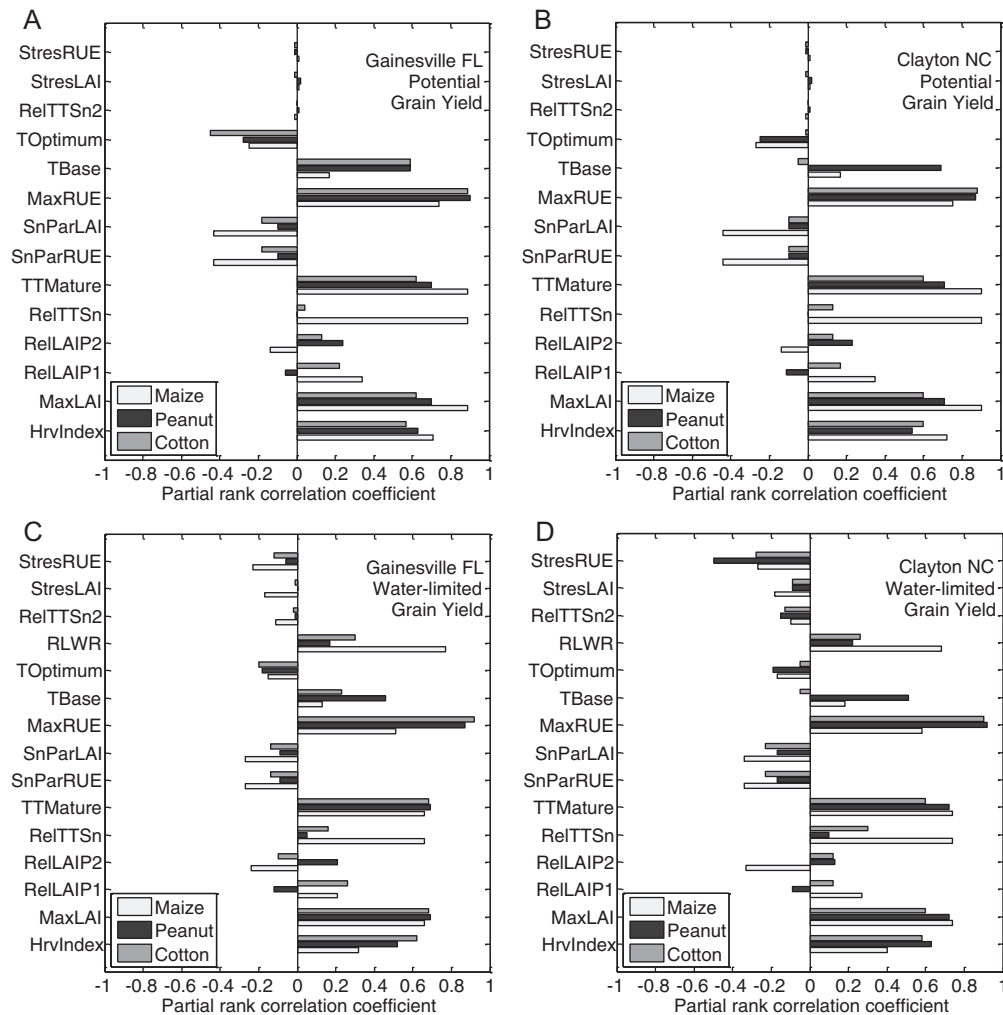 A
Gainesville FL
Potential
Grain Yield
StresRUE
StresLAI
RelTTSn2
TOptimum
TBase
MaxRUE
SnParLAI
SnParRUE
TTMature
RelTTSn
RelLAIP2
RelLAIP1
MaxLAI
HrvIndex
Maize
Peanut
Cotton
-1 -0.8 -0.6 -0.4 -0.2 0 0.2 0.4 0.6 0.8 1
Partial rank correlation coefficient
B
Clayton NC
Potential
Grain Yield
StresRUE
StresLAI
RelTTSn2
TOptimum
TBase
MaxRUE
SnParLAI
SnParRUE
TTMature
RelTTSn
RelLAIP2
RelLAIP1
MaxLAI
HrvIndex
Maize
Peanut
Cotton
-1 -0.8 -0.6 -0.4 -0.2 0 0.2 0.4 0.6 0.8 1
Partial rank correlation coefficient
C
Gainesville FL
Water-limited
Grain Yield
StresRUE
StresLAI
RelTTSn2
RLWR
TOptimum
TBase
MaxRUE
SnParLAI
SnParRUE
TTMature
RelTTSn
RelLAIP2
RelLAIP1
MaxLAI
HrvIndex
Maize
Peanut
Cotton
-1 -0.8 -0.6 -0.4 -0.2 0 0.2 0.4 0.6 0.8 1
Partial rank correlation coefficient
D
Clayton NC
Water-limited
Grain Yield
StresRUE
StresLAI
RelTTSn2
RLWR
TOptimum
TBase
MaxRUE
SnParLAI
SnParRUE
TTMature
RelTTSn
RelLAIP2
RelLAIP1
MaxLAI
HrvIndex
Maize
Peanut
Cotton
-1 -0.8 -0.6 -0.4 -0.2 0 0.2 0.4 0.6 0.8 1
Partial rank correlation coefficient